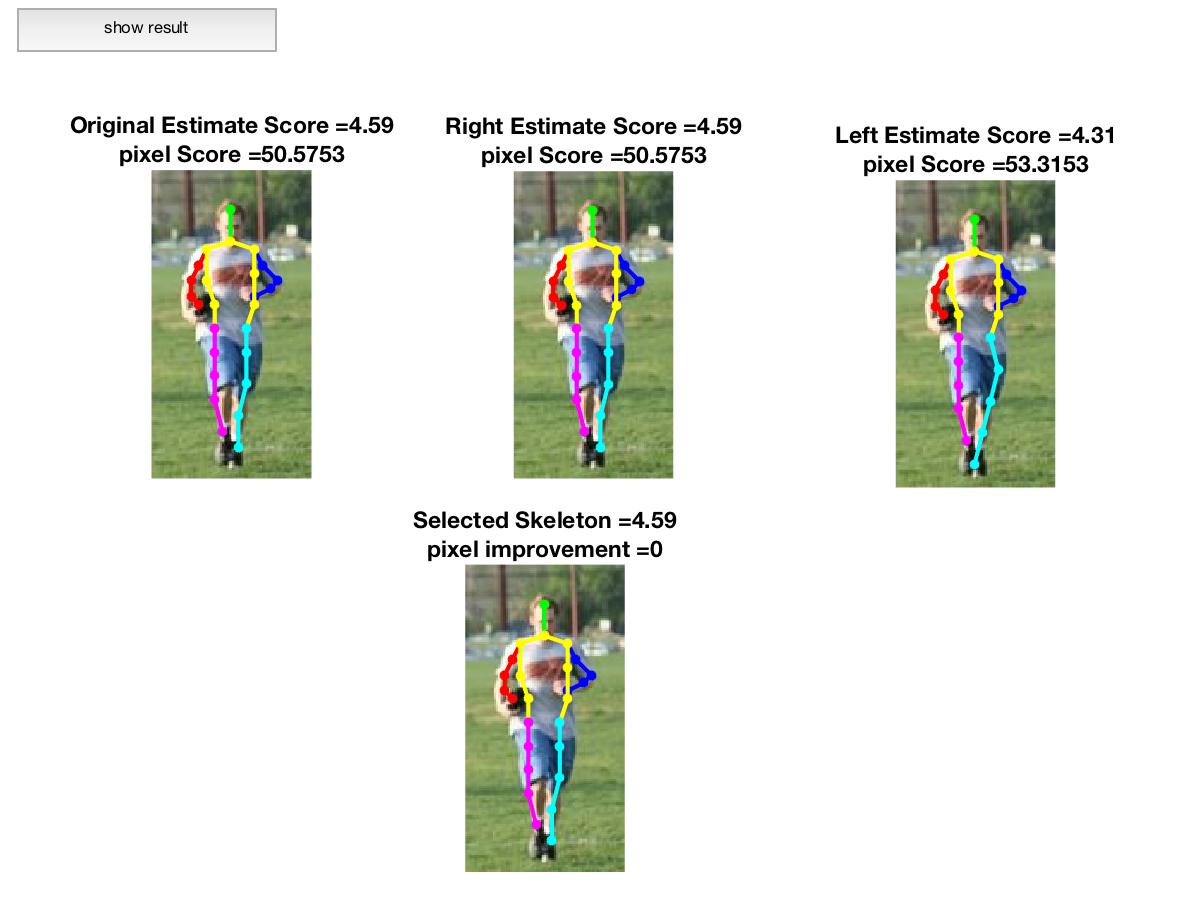 show result
Original Estimate Score =4.59
pixel Score =50.5753
Right Estimate Score =4.59
pixel Score =50.5753
Left Estimate Score =4.31
pixel Score =53.3153
Selected Skeleton =4.59
pixel improvement =0